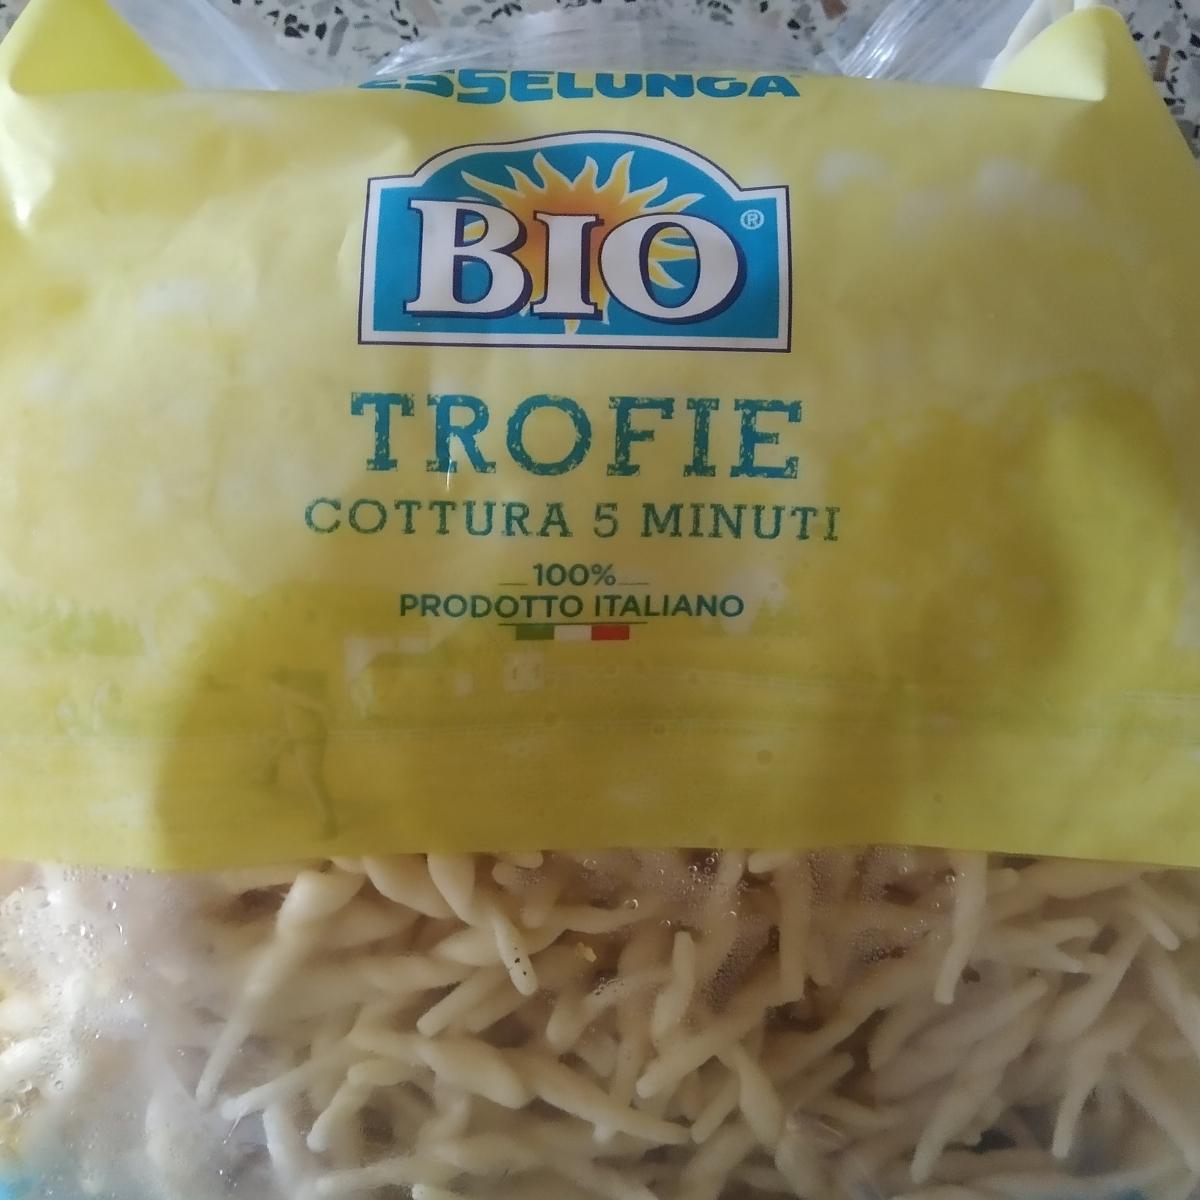 ESSELUNGA
BIO®
TROFIE
COTTURA 5 MINUTI
100%
PRODOTTO ITALIANO